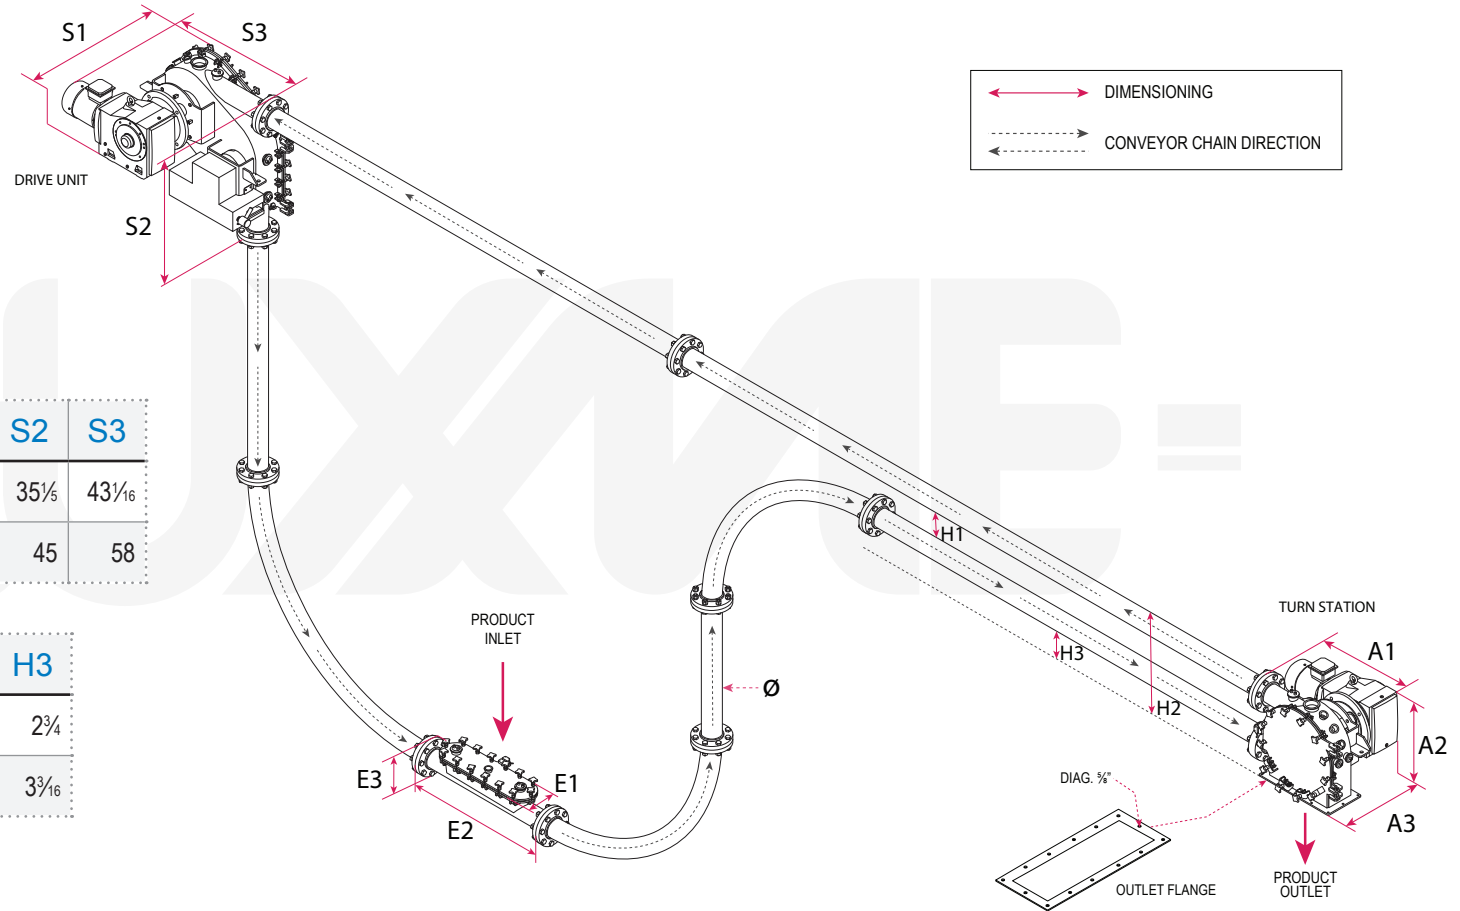 S1
S3
DIMENSIONING
CONVEYOR CHAIN DIRECTION
DRIVE UNIT
S2
S2 S3
35⅕ 43¹⁄₁₆
45 58
H1
PRODUCT
INLET
TURN STATION
H3
2¾
3³⁄₁₆
H3
A1
Ø
H2
A2
E3
E1
DIAG. ⅝"
E2
A3
OUTLET FLANGE
PRODUCT
OUTLET